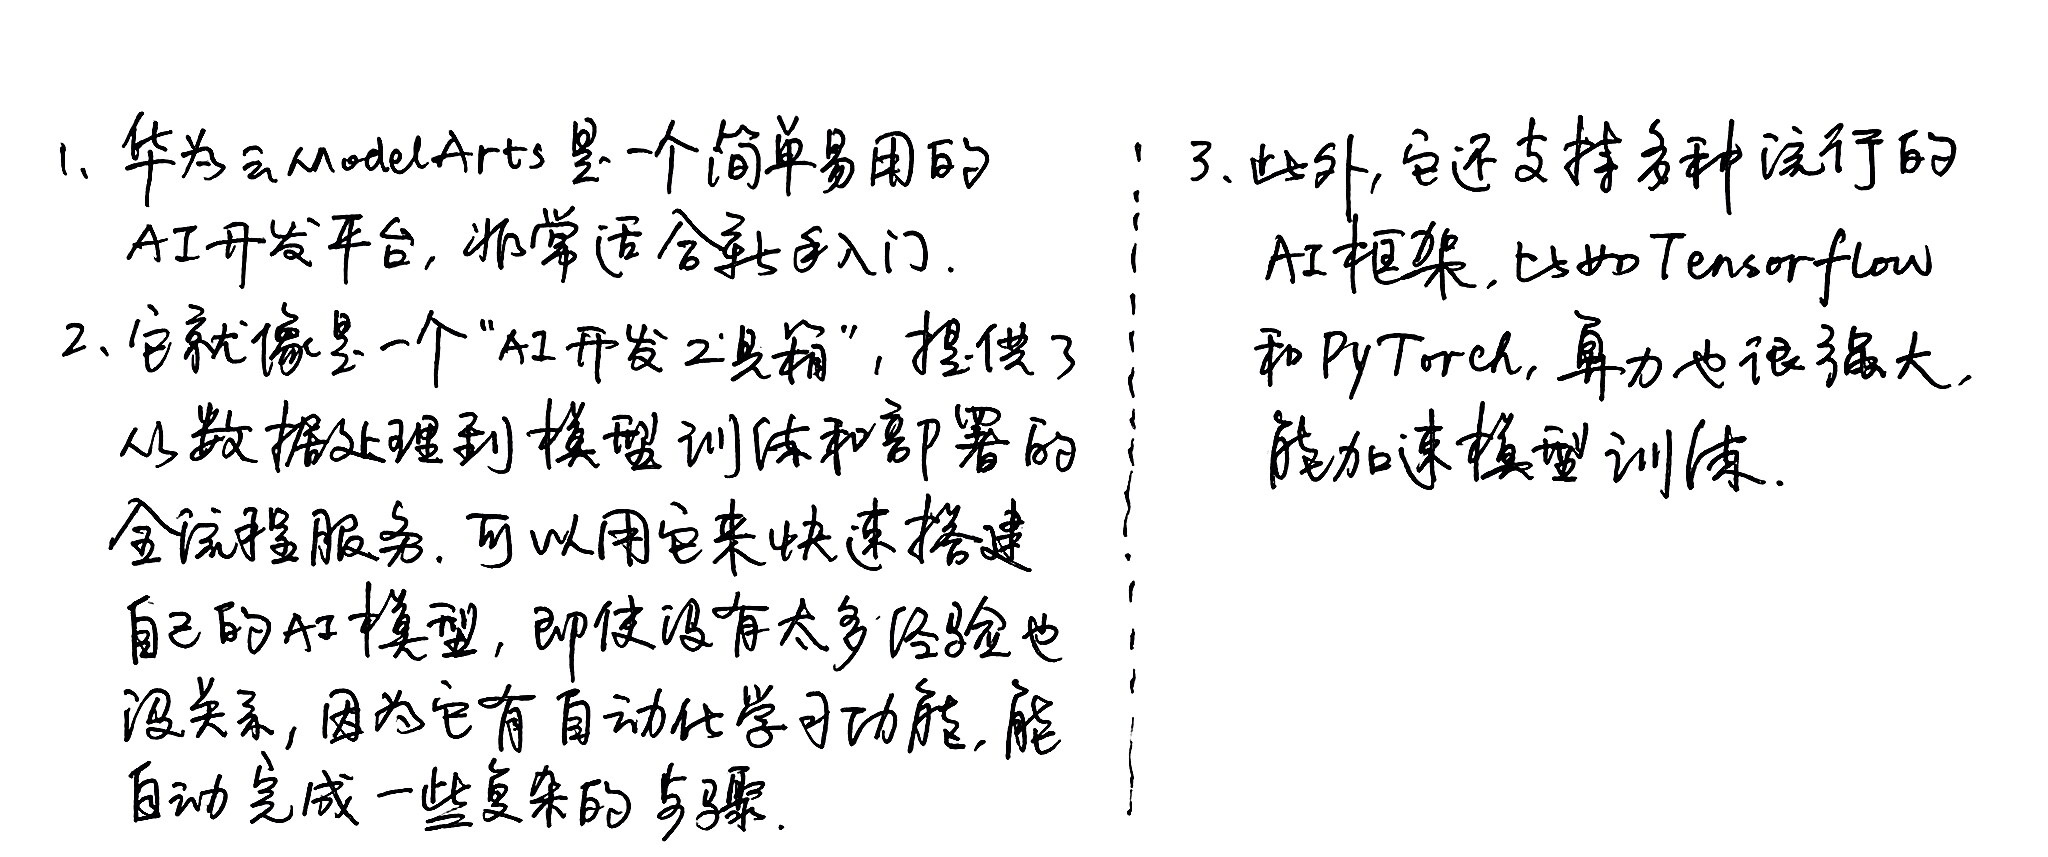 1、华为云ModelArts是一个简单易用的
AI开发平台,非常适合新手入门.
2、它就像是一个“AI开发工具箱”,提供了
从数据处理到模型训练和部署的
全流程服务.可以用它来快速搭建
自己的AI模型,即使没有太多经验也
没关系,因为它有自动化学习功能,能
自动完成一些复杂的步骤.
3、此外,它还支持多种流行的
AI框架,比如Tensorflow
和PyTorch,算力也很强大,
能加速模型训练.